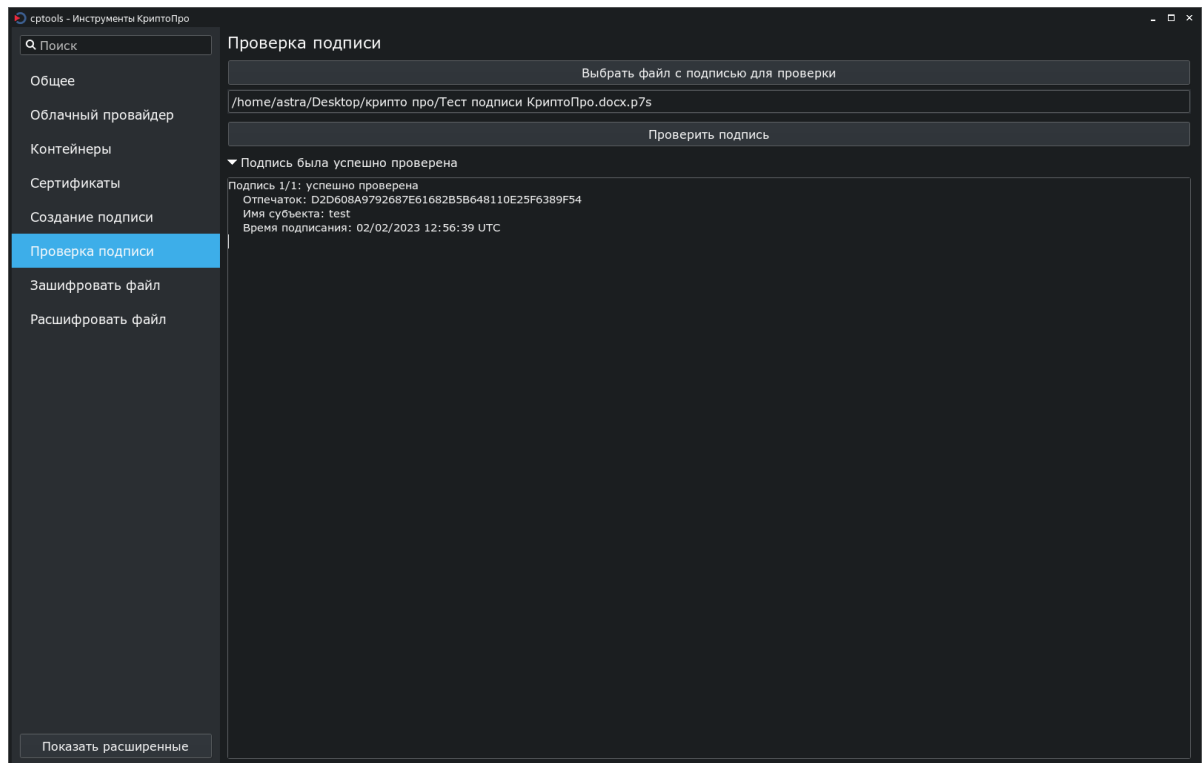 cptools - Инструменты КриптоПро
Поиск
Общее
Облачный провайдер
Контейнеры
Сертификаты
Создание подписи
Проверка подписи
Зашифровать файл
Расшифровать файл
Показать расширенные
Проверка подписи
Выбрать файл с подписью для проверки
/home/astra/Desktop/крипто про/Тест подписи КриптоПро.docx.p7s
Проверить подпись
Подпись была успешно проверена
Подпись 1/1: успешно проверена
Отпечаток: D2D608A9792687E61682B5B648110E25F6389F54
Имя субъекта: test
Время подписания: 02/02/2023 12:56:39 UTC